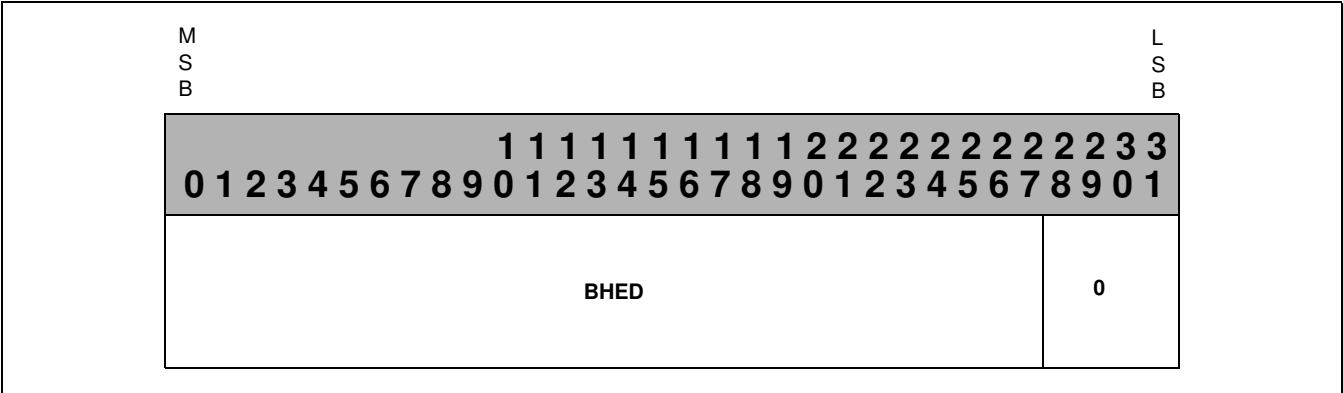 M L
S S
B B
1 1 1 1 1 1 1 1 1 1 2 2 2 2 2 2 2 2 2 2 3 3
0 1 2 3 4 5 6 7 8 9 0 1 2 3 4 5 6 7 8 9 0 1 2 3 4 5 6 7 8 9 0 1
BHED 0